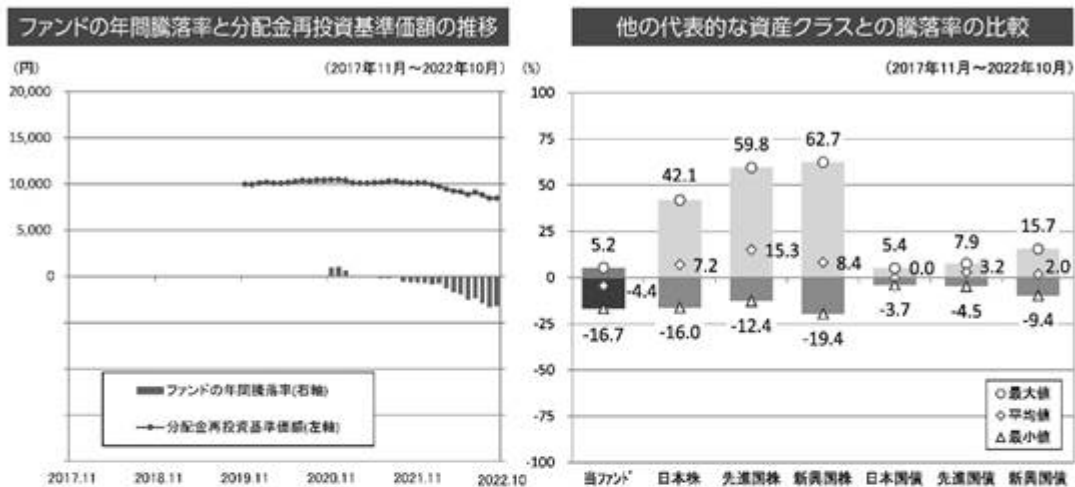 ファンドの年間騰落率と分配金再投資基準価額の推移
(円)
(2017年11月～2022年10月)
20,000
15,000
10,000
5,000
0
ファンドの年間騰落率(右軸)
分配金再投資基準価額(左軸)
2017.11
2018.11
2019.11
2020.11
2021.11
2022.10
他の代表的な資産クラスとの騰落率の比較
(%)
(2017年11月～2022年10月)
100
75
50
25
0
-25
-50
-75
-100
5.2
42.1
59.8
62.7
5.4
7.9
15.7
-4.4
7.2
15.3
8.4
0.0
3.2
2.0
-16.7
-16.0
-12.4
-19.4
-3.7
-4.5
-9.4
最大値
平均値
最小値
当ファンド
日本株
先進国株
新興国株
日本国債
先進国債
新興国債